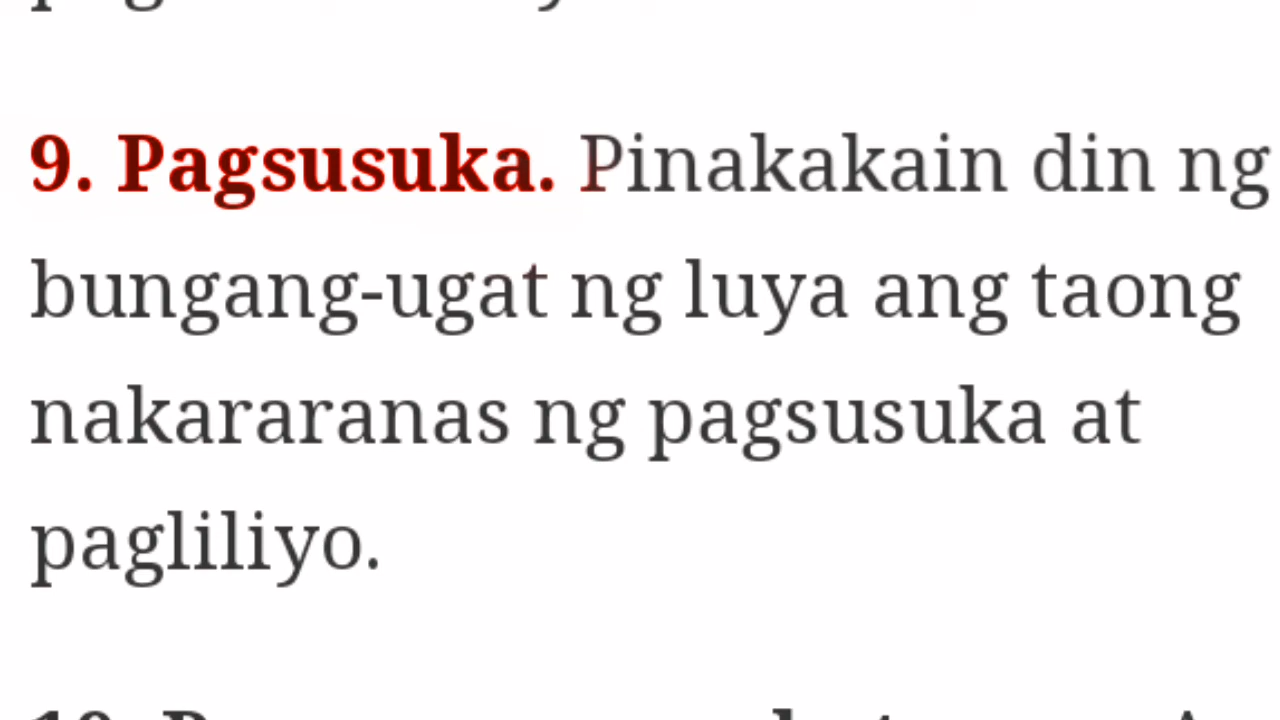 9. Pagsusuka. Pinakakain din ng
bungang-ugat ng luya ang taong
nakararanas ng pagsusuka at
pagliliyo.